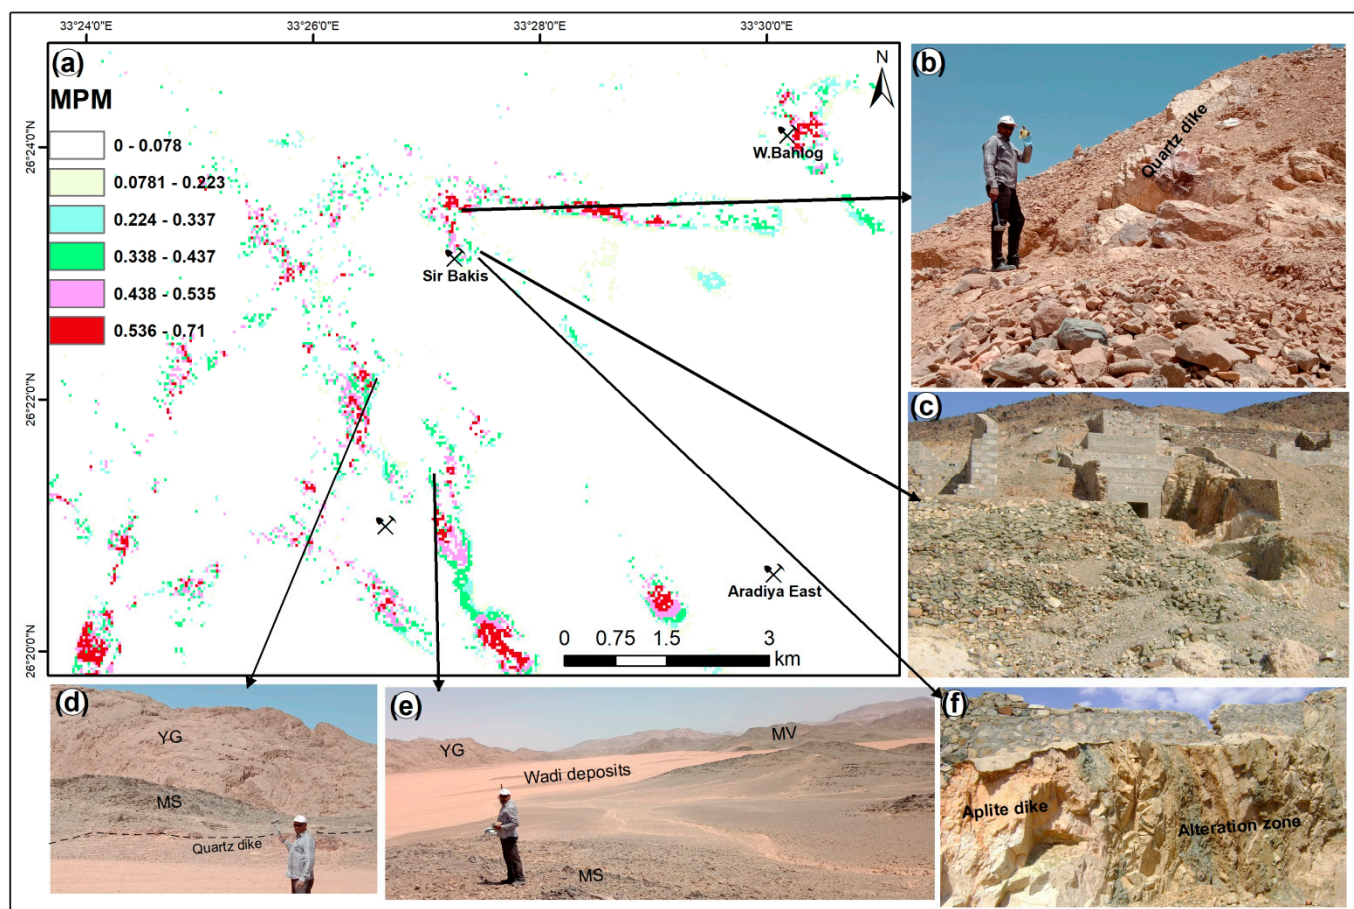 33°24'0"E 33°26'0"E 33°28'0"E 33°30'0"E
(a)
MPM
0 - 0.078
0.0781 - 0.223
0.224 - 0.337
0.338 - 0.437
0.438 - 0.535
0.536 - 0.71
26°24'0"N
26°22'0"N
26°20'0"N
N
W.Bahlog
Sir Bakis
Aradiya East
0 0.75 1.5 3
km
(b)
Quartz dike
(c)
(d)
YG
MS
Quartz dike
(e)
YG
MV
Wadi deposits
MS
(f)
Aplite dike
Alteration zone